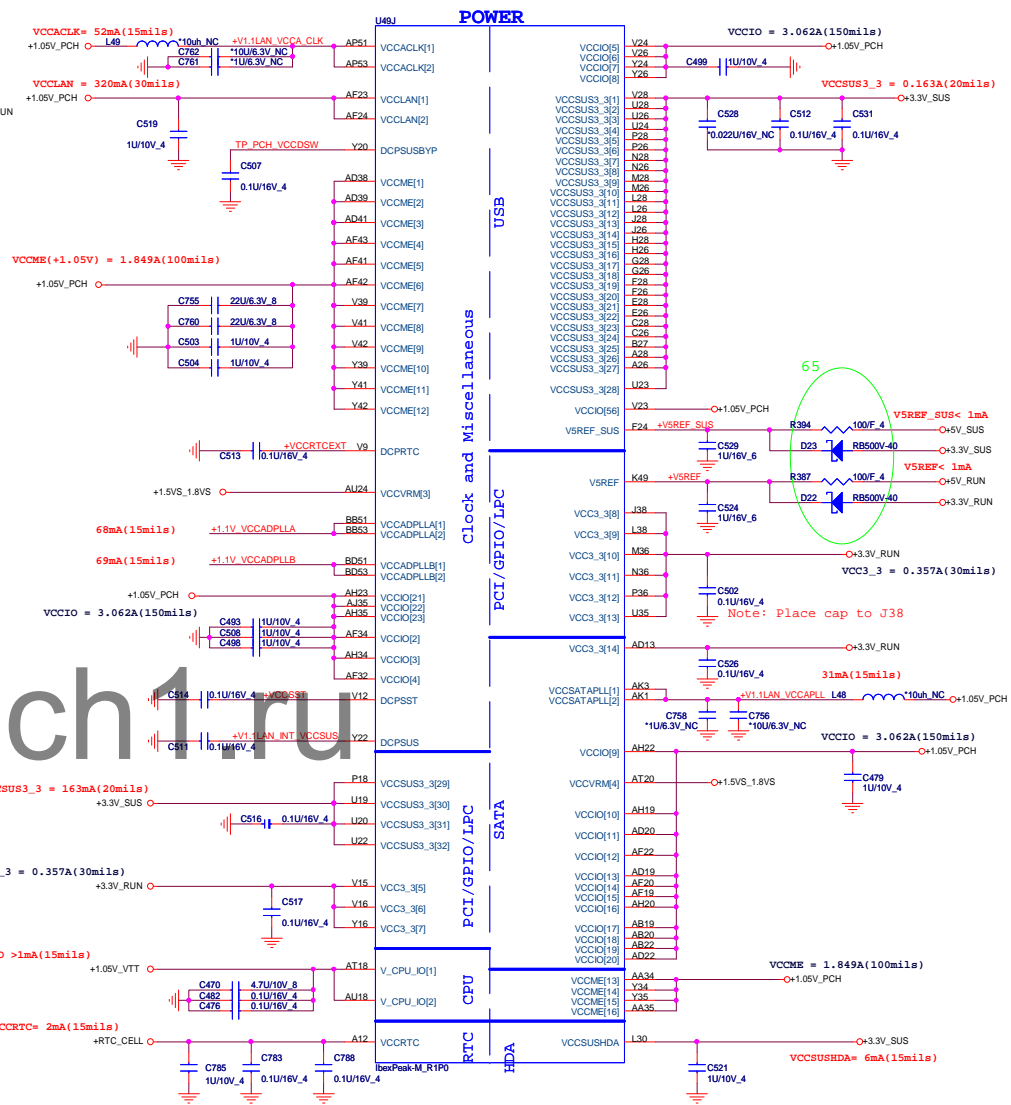 POWER
U49J
VCCACLK= 52mA(15mils)
+1.05V_PCH
L49
*10uh_NC
+V1.1LAN_VCCA_CLK
C762
*10U/6.3V_NC
C761
*1U/6.3V_NC
AP51
VCCACLK[1]
AP53
VCCACLK[2]
VCCLAN = 320mA(30mils)
+1.05V_PCH
UN
C519
1U/10V_4
AF23
VCCLAN[1]
AF24
VCCLAN[2]
TP_PCH_VCCDSW
Y20
DCPSUSBYP
C507
0.1U/16V_4
AD38
VCCME[1]
AD39
VCCME[2]
AD41
VCCME[3]
AF43
VCCME[4]
AF41
VCCME[5]
AF42
VCCME[6]
V39
VCCME[7]
V41
VCCME[8]
V42
VCCME[9]
Y39
VCCME[10]
Y41
VCCME[11]
Y42
VCCME[12]
VCCME(+1.05V) = 1.849A(100mils)
+1.05V_PCH
C755
22U/6.3V_8
C760
22U/6.3V_8
C503
1U/10V_4
C504
1U/10V_4
C513
+VCCRTCEXT
0.1U/16V_4
V9
DCPRTC
+1.5VS_1.8VS
AU24
VCCVRM[3]
68mA(15mils)
+1.1V_VCCADPLLA
BB51
VCCADPLLA[1]
BB53
VCCADPLLA[2]
69mA(15mils)
+1.1V_VCCADPLLB
BD51
VCCADPLLB[1]
BD53
VCCADPLLB[2]
+1.05V_PCH
VCCIO = 3.062A(150mils)
AH23
VCCIO[21]
AJ35
VCCIO[22]
AH35
VCCIO[23]
C493
1U/10V_4
C508
1U/10V_4
C498
1U/10V_4
AF34
VCCIO[2]
AH34
VCCIO[3]
AF32
VCCIO[4]
ch1.ru
C514
0.1U/16V_4
+VCCSST
V12
DCPSST
C511
+V1.1LAN_INT_VCCSUS
0.1U/16V_4
Y22
DCPSUS
CSUS3_3 = 163mA(20mils)
+3.3V_SUS
P18
VCCSUS3_3[29]
U19
VCCSUS3_3[30]
U20
VCCSUS3_3[31]
U22
VCCSUS3_3[32]
C516
0.1U/16V_4
_3 = 0.357A(30mils)
+3.3V_RUN
C517
0.1U/16V_4
V15
VCC3_3[5]
V16
VCC3_3[6]
Y16
VCC3_3[7]
O >1mA(15mils)
+1.05V_VTT
C470
4.7U/10V_8
C482
0.1U/16V_4
C476
0.1U/16V_4
AT18
V_CPU_IO[1]
AU18
V_CPU_IO[2]
CCRTC= 2mA(15mils)
+RTC_CELL
A12
VCCRTC
C785
1U/10V_4
C783
0.1U/16V_4
C788
0.1U/16V_4
IbexPeak-M_R1P0
Clock and Miscellaneous
USB
PCI/GPIO/LPC
SATA
PCI/GPIO/LPC
CPU
RTC
HDA
VCCIO = 3.062A(150mils)
+1.05V_PCH
VCCIO[5]
V24
VCCIO[6]
V26
VCCIO[7]
Y24
VCCIO[8]
Y26
C499
1U/10V_4
VCCSUS3_3 = 0.163A(20mils)
+3.3V_SUS
C528
*0.022U/16V_NC
C512
0.1U/16V_4
C531
0.1U/16V_4
VCCSUS3_3[1]
V28
VCCSUS3_3[2]
U28
VCCSUS3_3[3]
U26
VCCSUS3_3[4]
U24
VCCSUS3_3[5]
P28
VCCSUS3_3[6]
P26
VCCSUS3_3[7]
N28
VCCSUS3_3[8]
N26
VCCSUS3_3[9]
M28
VCCSUS3_3[10]
M26
VCCSUS3_3[11]
L28
VCCSUS3_3[12]
L26
VCCSUS3_3[13]
J28
VCCSUS3_3[14]
J26
VCCSUS3_3[15]
H28
VCCSUS3_3[16]
H26
VCCSUS3_3[17]
G28
VCCSUS3_3[18]
G26
VCCSUS3_3[19]
F28
VCCSUS3_3[20]
F26
VCCSUS3_3[21]
E28
VCCSUS3_3[22]
E26
VCCSUS3_3[23]
C28
VCCSUS3_3[24]
C26
VCCSUS3_3[25]
B27
VCCSUS3_3[26]
A28
VCCSUS3_3[27]
A26
VCCSUS3_3[28]
U23
VCCIO[56]
V23
+1.05V_PCH
65
V5REF_SUS< 1mA
V5REF_SUS
F24
+V5REF_SUS
R394
100/F_4
+5V_SUS
D23
RB500V-40
+3.3V_SUS
C529
1U/16V_6
V5REF< 1mA
V5REF
K49
+V5REF
R387
100/F_4
+5V_RUN
D22
RB500V-40
+3.3V_RUN
C524
1U/16V_6
VCC3_3[8]
J38
VCC3_3[9]
L38
VCC3_3[10]
M36
VCC3_3[11]
N36
VCC3_3[12]
P36
VCC3_3[13]
U35
+3.3V_RUN
VCC3_3 = 0.357A(30mils)
C502
0.1U/16V_4
Note: Place cap to J38
VCC3_3[14]
AD13
+3.3V_RUN
C526
0.1U/16V_4
31mA(15mils)
VCCSATAPLL[1]
AK3
VCCSATAPLL[2]
AK1
+V1.1LAN_VCCAPLL
L48
*10uh_NC
+1.05V_PCH
C758
*1U/6.3V_NC
C756
*10U/6.3V_NC
VCCIO = 3.062A(150mils)
VCCIO[9]
AH22
+1.05V_PCH
C479
1U/10V_4
VCCVRM[4]
AT20
+1.5VS_1.8VS
VCCIO[10]
AH19
VCCIO[11]
AD20
VCCIO[12]
AF22
VCCIO[13]
AD19
VCCIO[14]
AF20
VCCIO[15]
AF19
VCCIO[16]
AH20
VCCIO[17]
AB19
VCCIO[18]
AB20
VCCIO[19]
AB22
VCCIO[20]
AD22
VCCME = 1.849A(100mils)
VCCME[13]
AA34
VCCME[14]
Y34
VCCME[15]
Y35
VCCME[16]
AA35
+1.05V_PCH
VCCSUSHDA
L30
+3.3V_SUS
VCCSUSHDA= 6mA(15mils)
C521
1U/10V_4